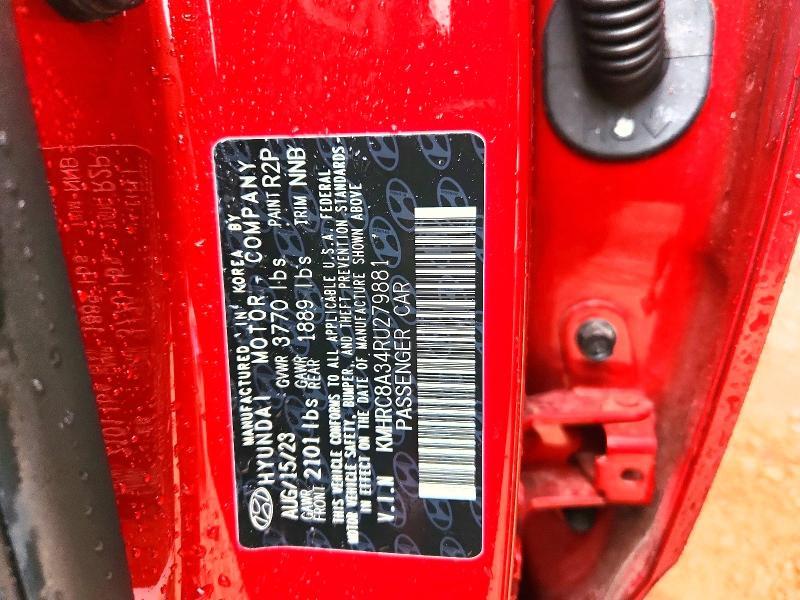 MANUFACTURED IN KOREA BY
HYUNDAI MOTOR COMPANY
AUG/15/23 GVWR 3770 lbs PAINT R2P
GAWR FRONT 2101 lbs GAWR REAR 1889 lbs TRIM NNB
THIS VEHICLE CONFORMS TO ALL APPLICABLE U.S.A. FEDERAL
MOTOR VEHICLE SAFETY, BUMPER, AND THEFT PREVENTION STANDARDS
IN EFFECT ON THE DATE OF MANUFACTURE SHOWN ABOVE
V.I.N KMHRC8A34RU279881
PASSENGER CAR